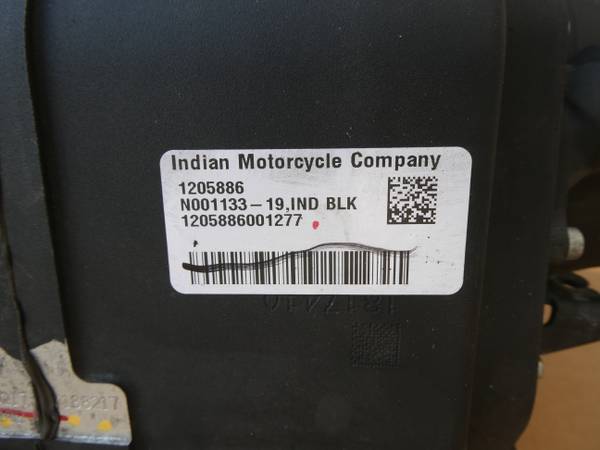 Indian Motorcycle Company
1205886
N001133-19,IND BLK
1205886001277